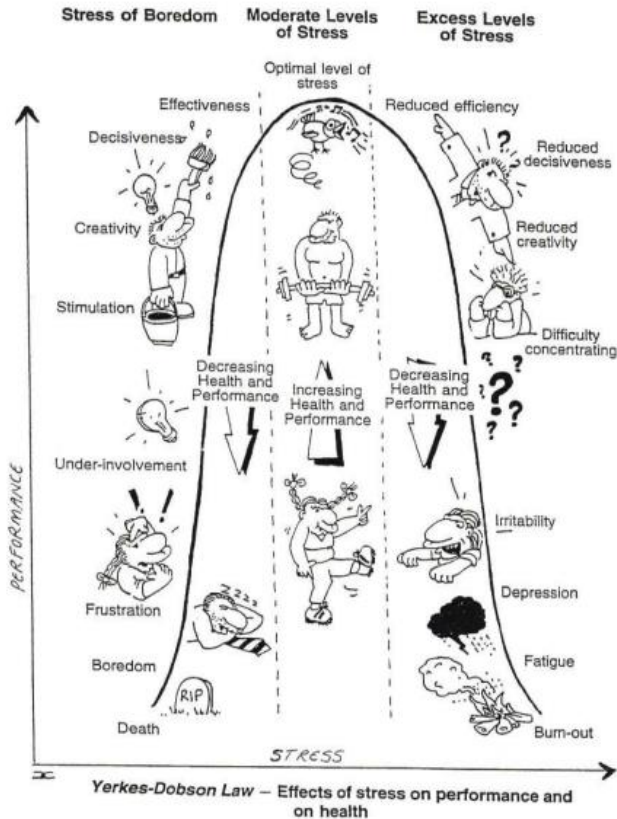 Stress of Boredom
Moderate Levels
of Stress
Excess Levels
of Stress
Optimal level of
stress
Effectiveness
Reduced efficiency
Decisiveness
?
Reduced
decisiveness
Creativity
Reduced
creativity
Stimulation
Difficulty
concentrating
Decreasing
Health and
Performance
Increasing
Health and
Performance
Decreasing
Health and
Performance
? ? ? ? ?
Under-involvement
! !
Irritability
Frustration
zzzz
Depression
Boredom
Fatigue
RIP
Death
Burn-out
PERFORMANCE
STRESS
Yerkes-Dobson Law – Effects of stress on performance and
on health